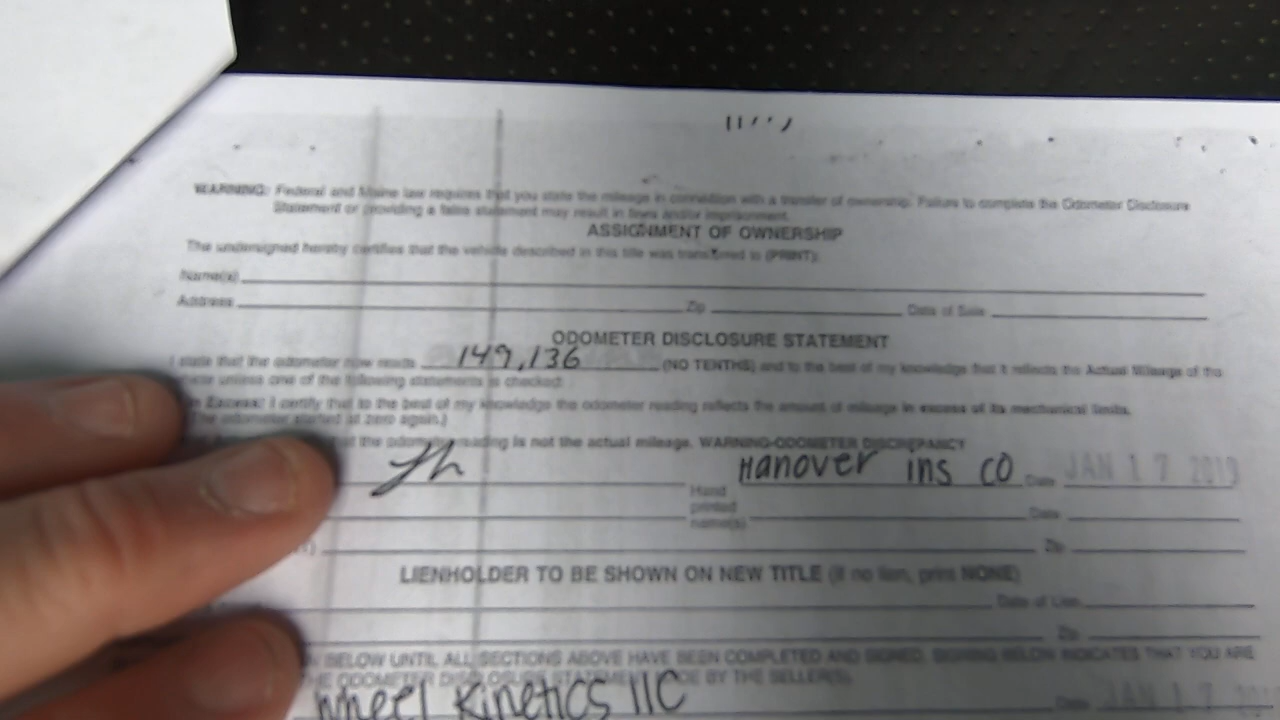 WARNING: Federal and Maine law requires that you state the mileage in connection with a transfer of ownership. Failure to complete the Odometer Disclosure
Statement or providing a false statement may result in fines and/or imprisonment.
ASSIGNMENT OF OWNERSHIP
The undersigned hereby certifies that the vehicle described in this title was transferred to (PRINT):
Name(s)
Address Zip Date of Sale
ODOMETER DISCLOSURE STATEMENT
I state that the odometer now reads 149,136 (NO TENTHS) and to the best of my knowledge that it reflects the Actual Mileage of the
unless one of the following statements is checked:
Excess: I certify that to the best of my knowledge the odometer reading reflects the amount of mileage in excess of its mechanical limits.
(The odometer started at zero again.)
the odometer reading is not the actual mileage. WARNING-ODOMETER DISCREPANCY
Hanover ins CO Date JAN 17 2019
Hand
printed
name(s) Date
Zip
LIENHOLDER TO BE SHOWN ON NEW TITLE (if no lien, print NONE)
Date of Lien
Zip
BELOW UNTIL ALL SECTIONS ABOVE HAVE BEEN COMPLETED AND SIGNED. SIGNING BELOW INDICATES THAT YOU ARE
ODOMETER DISCLOSURE STATEMENT MADE BY THE SELLER(S).
Wheel Kinetics llC Date JAN 17